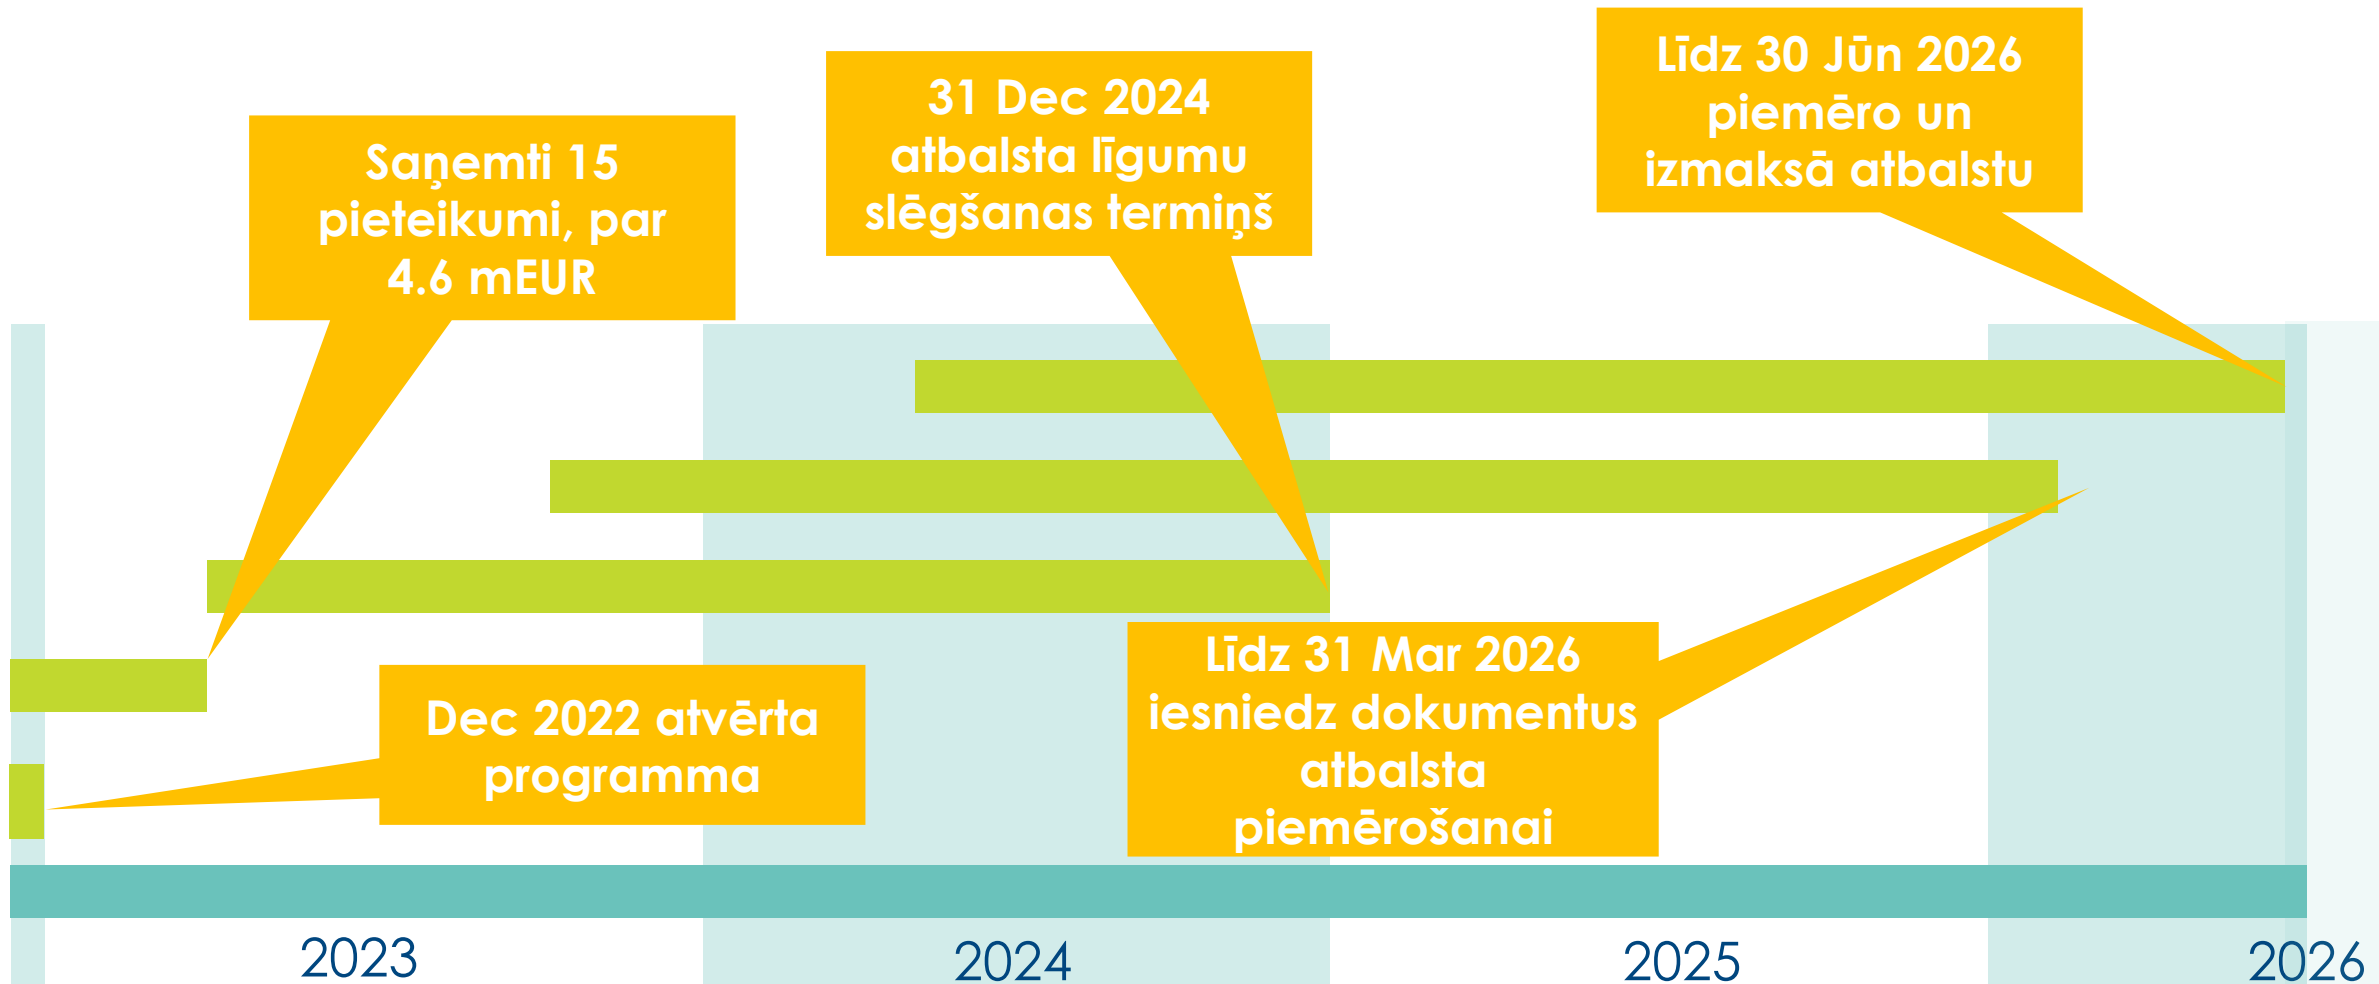 Līdz 30 Jūn 2026
piemēro un
izmaksā atbalstu
31 Dec 2024
atbalsta līgumu
slēgšanas termiņš
Saņemti 15
pieteikumi, par
4.6 mEUR
Līdz 31 Mar 2026
iesniedz dokumentus
atbalsta
piemērošanai
Dec 2022 atvērta
programma
2023
2024
2025
2026